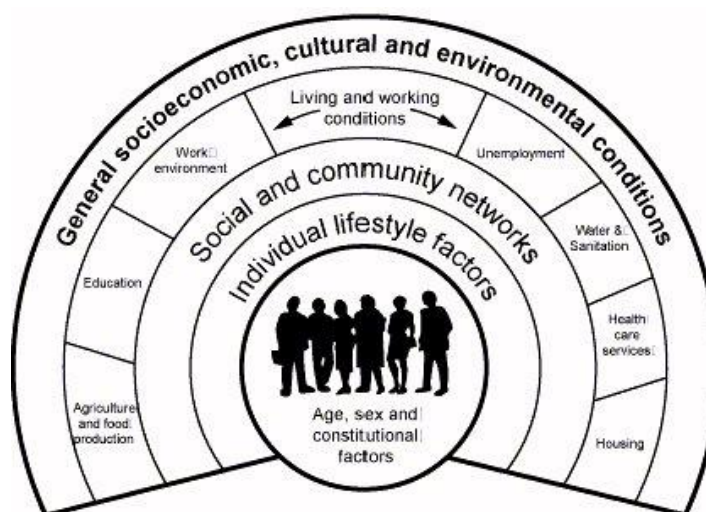 General socioeconomic, cultural and environmental conditions
Living and working
conditions
Work
environment
Unemployment
Education
Water &
Sanitation
Agriculture
and food
production
Health
care
services
Housing
Social and community networks
Individual lifestyle factors
Age, sex and
constitutional
factors